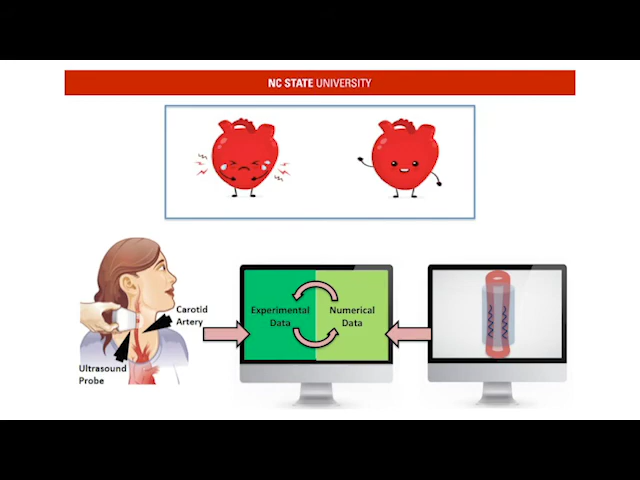 NC STATE UNIVERSITY
Carotid
Artery
Ultrasound
Probe
Experimental
Data
Numerical
Data